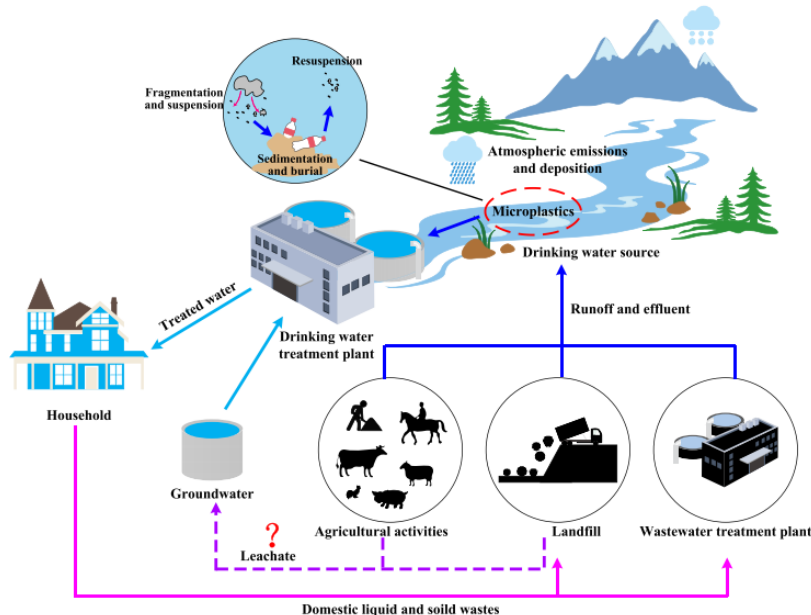 Resuspension
Fragmentation
and suspension
Sedimentation
and burial
Atmospheric emissions
and deposition
Microplastics
Drinking water source
Treated water
Runoff and effluent
Drinking water
treatment plant
Household
Groundwater
?
Leachate
Agricultural activities
Landfill
Wastewater treatment plant
Domestic liquid and soild wastes